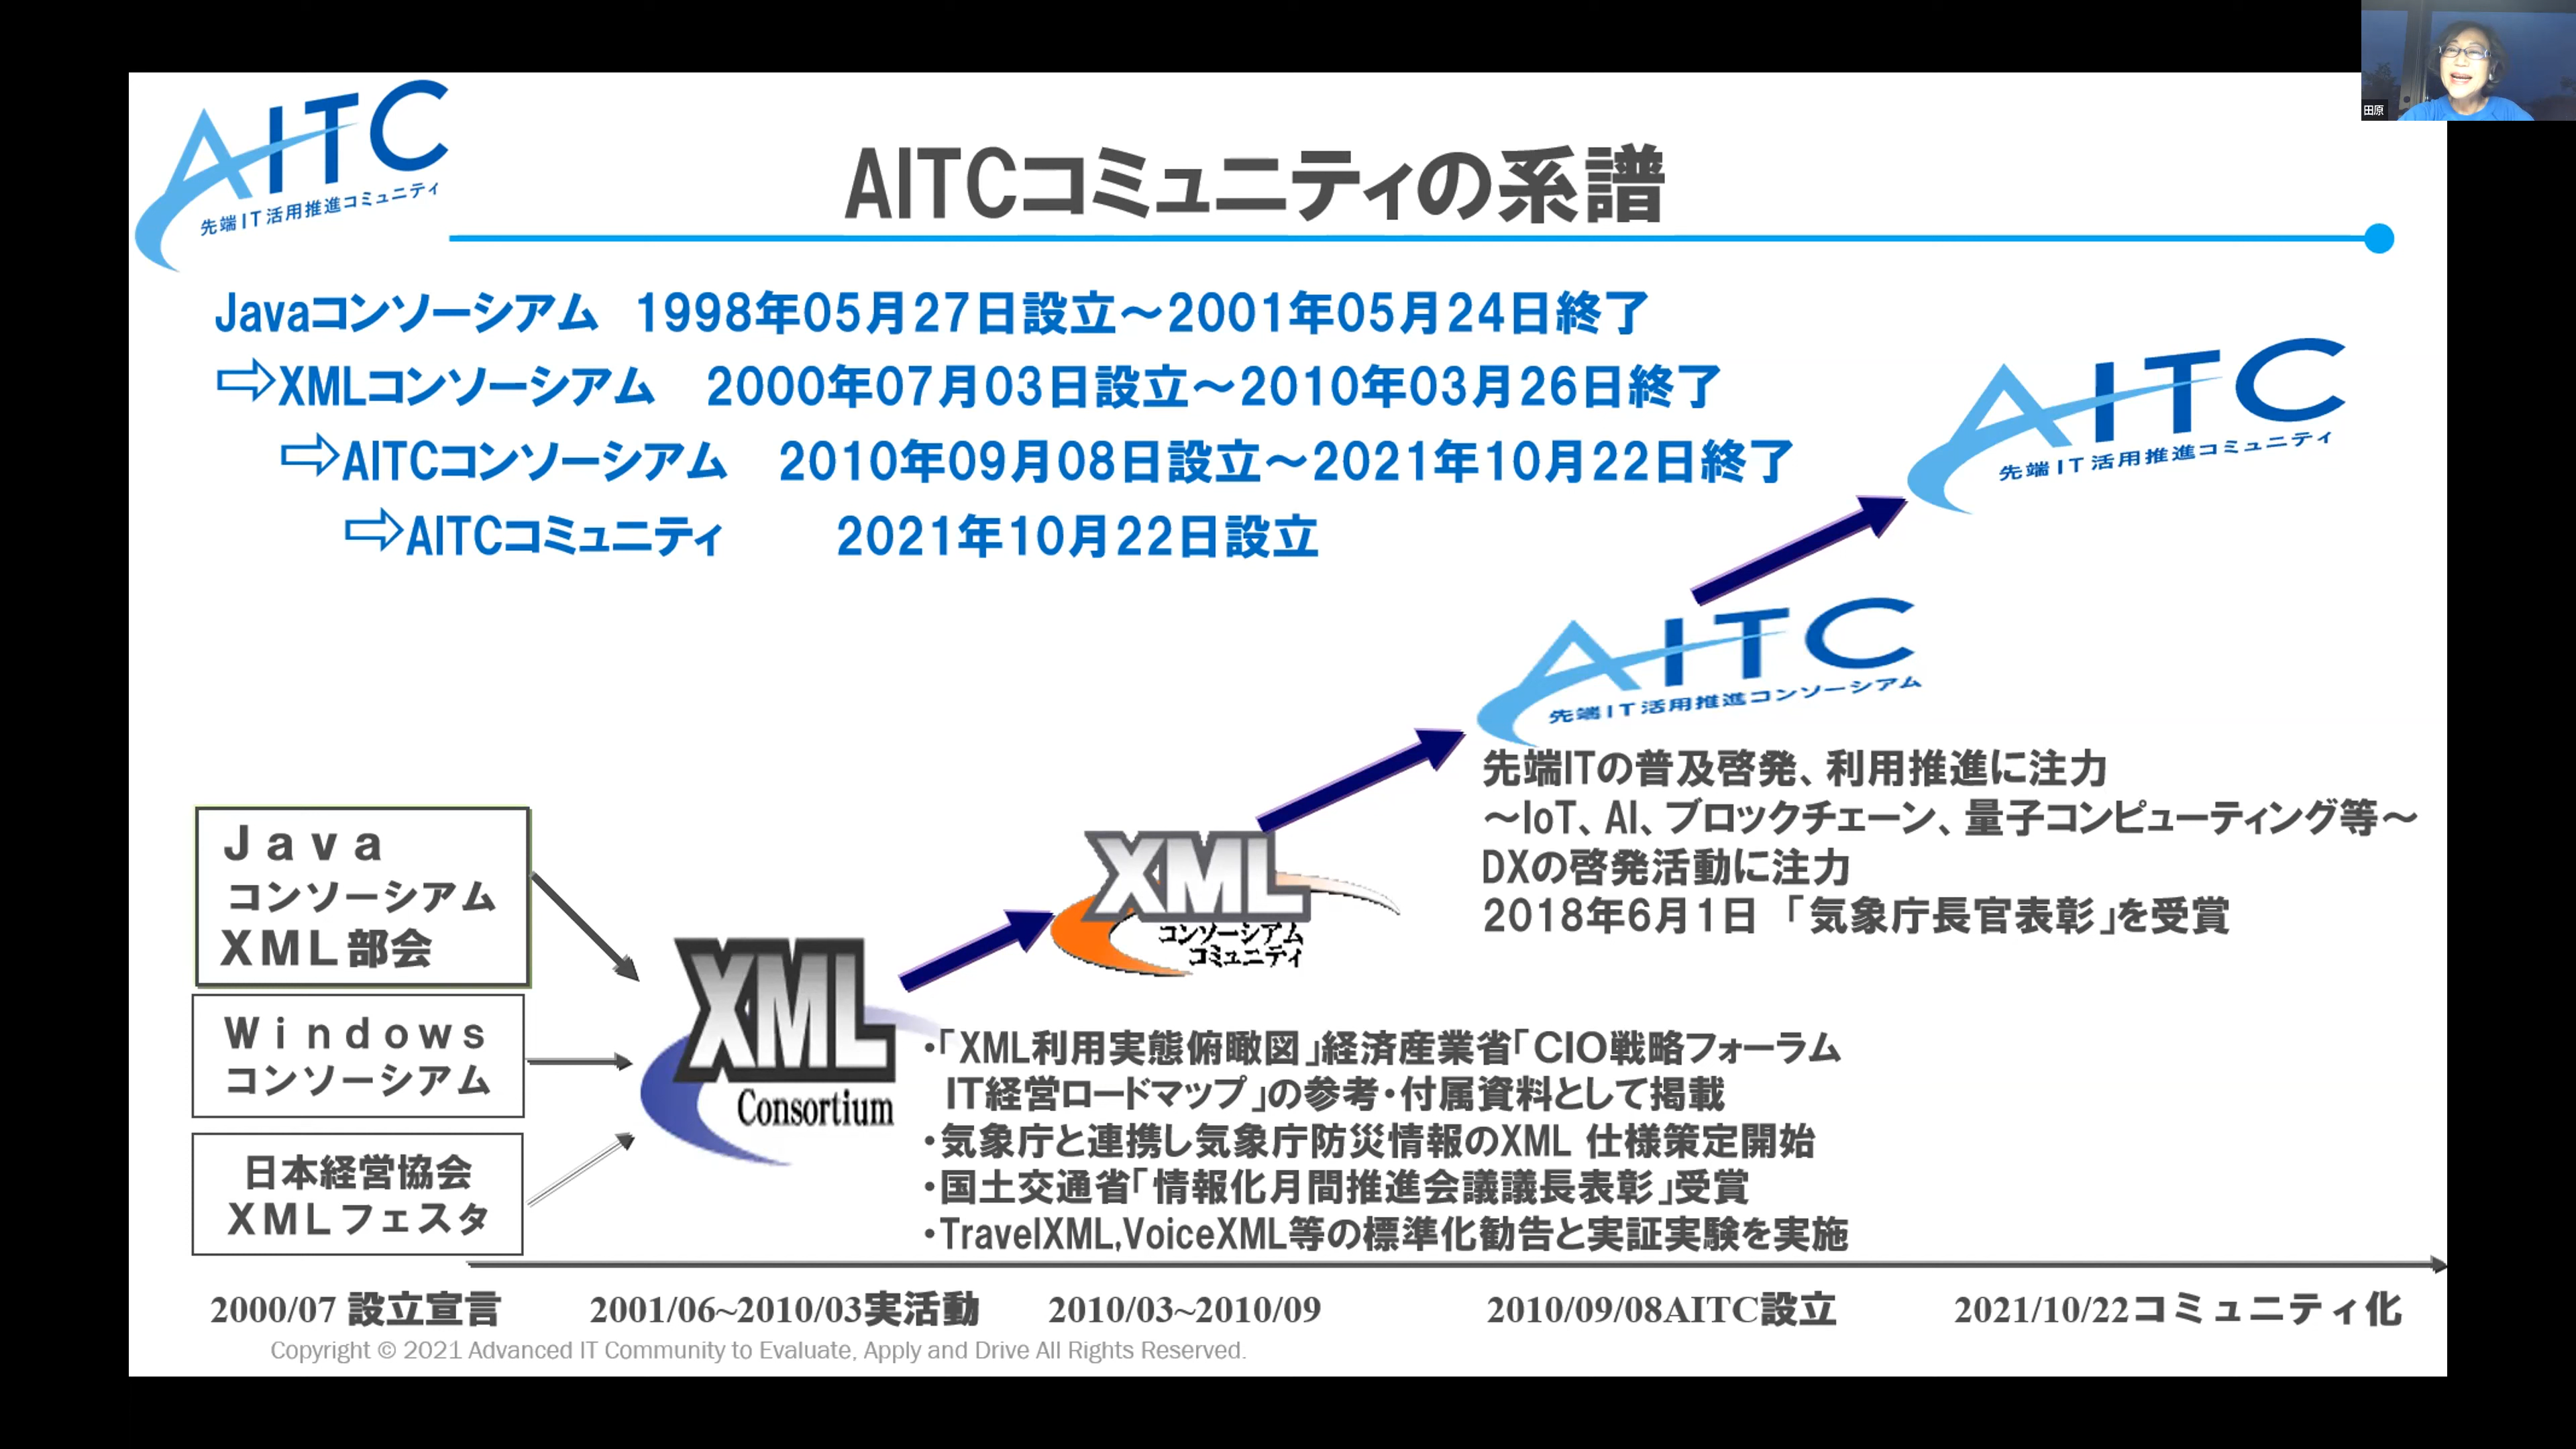 田原
AITC
先端IT活用推進コミュニティ
AITCコミュニティの系譜
Javaコンソーシアム 1998年05月27日設立～2001年05月24日終了
⇨XMLコンソーシアム 2000年07月03日設立～2010年03月26日終了
⇨AITCコンソーシアム 2010年09月08日設立～2021年10月22日終了
⇨AITCコミュニティ 2021年10月22日設立
AITC
先端IT活用推進コミュニティ
AITC
先端IT活用推進コンソーシアム
先端ITの普及啓発、利用推進に注力
～IoT、AI、ブロックチェーン、量子コンピューティング等～
DXの啓発活動に注力
2018年6月1日 「気象庁長官表彰」を受賞
Java
コンソーシアム
XML部会
Windows
コンソーシアム
日本経営協会
XMLフェスタ
XML
Consortium
XML
コンソーシアム
コミュニティ
・「XML利用実態俯瞰図」経済産業省「CIO戦略フォーラム
IT経営ロードマップ」の参考・付属資料として掲載
・気象庁と連携し気象庁防災情報のXML 仕様策定開始
・国土交通省「情報化月間推進会議議長表彰」受賞
・TravelXML,VoiceXML等の標準化勧告と実証実験を実施
2000/07 設立宣言
2001/06~2010/03実活動
2010/03~2010/09
2010/09/08AITC設立
2021/10/22コミュニティ化
Copyright © 2021 Advanced IT Community to Evaluate, Apply and Drive All Rights Reserved.